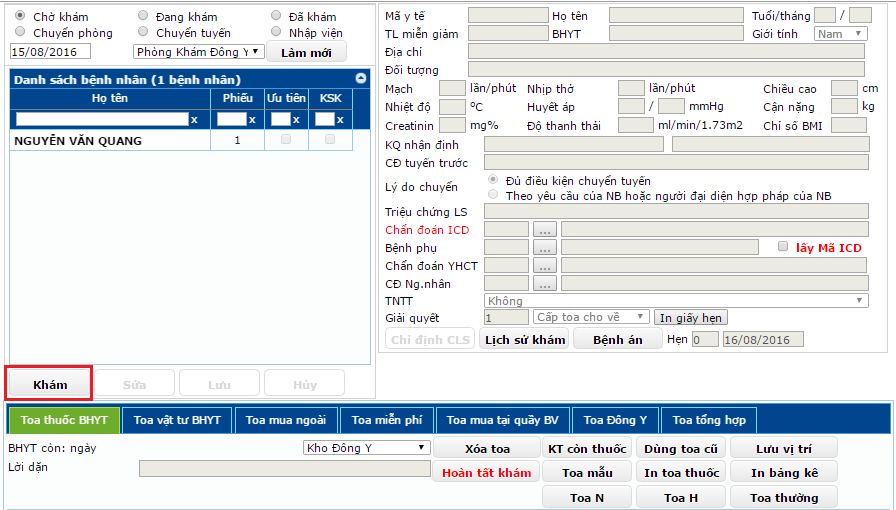 Chờ khám Đang khám Đã khám
Chuyển phòng Chuyển tuyến Nhập viện
15/08/2016 Phòng Khám Đông Y Làm mới
Danh sách bệnh nhân (1 bệnh nhân)
Họ tên Phiếu Ưu tiên KSK
x x x x
NGUYỄN VĂN QUANG 1
Khám Sửa Lưu Hủy
Mã y tế Họ tên Tuổi/tháng /
TL miễn giảm BHYT Giới tính Nam
Địa chỉ
Đối tượng
Mạch lần/phút Nhịp thở lần/phút Chiều cao cm
Nhiệt độ ºC Huyết áp / mmHg Cận nặng kg
Creatinin mg% Độ thanh thải ml/min/1.73m2 Chỉ số BMI
KQ nhận định
CĐ tuyến trước
Lý do chuyển Đủ điều kiện chuyển tuyến
Theo yêu cầu của NB hoặc người đại diện hợp pháp của NB
Triệu chứng LS
Chẩn đoán ICD ...
Bệnh phụ ... lấy Mã ICD
Chẩn đoán YHCT ...
CĐ Ng.nhân ...
TNTT Không
Giải quyết 1 Cấp toa cho về In giấy hẹn
Chỉ định CLS Lịch sử khám Bệnh án Hẹn 0 16/08/2016
Toa thuốc BHYT Toa vật tư BHYT Toa mua ngoài Toa miễn phí Toa mua tại quầy BV Toa Đông Y Toa tổng hợp
BHYT còn: ngày Kho Đông Y Xóa toa KT còn thuốc Dùng toa cũ Lưu vị trí
Lời dặn Hoàn tất khám Toa mẫu In toa thuốc In bảng kê
Toa N Toa H Toa thường